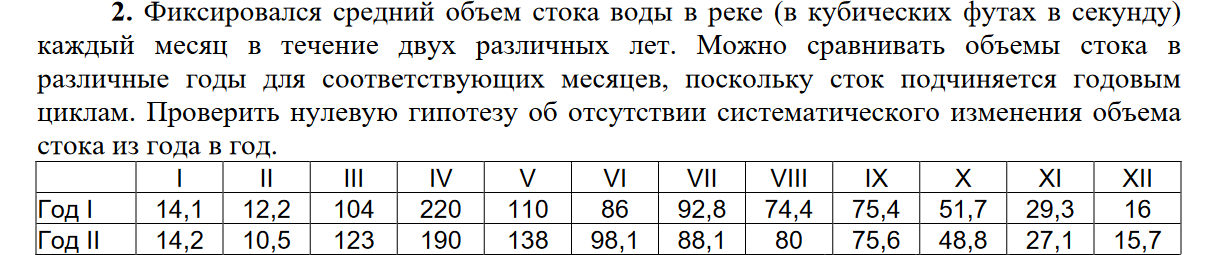 2. Фиксировался средний объем стока воды в реке (в кубических футах в секунду)
каждый месяц в течение двух различных лет. Можно сравнивать объемы стока в
различные годы для соответствующих месяцев, поскольку сток подчиняется годовым
циклам. Проверить нулевую гипотезу об отсутствии систематического изменения объема
стока из года в год.
I II III IV V VI VII VIII IX X XI XII
Год I 14,1 12,2 104 220 110 86 92,8 74,4 75,4 51,7 29,3 16
Год II 14,2 10,5 123 190 138 98,1 88,1 80 75,6 48,8 27,1 15,7